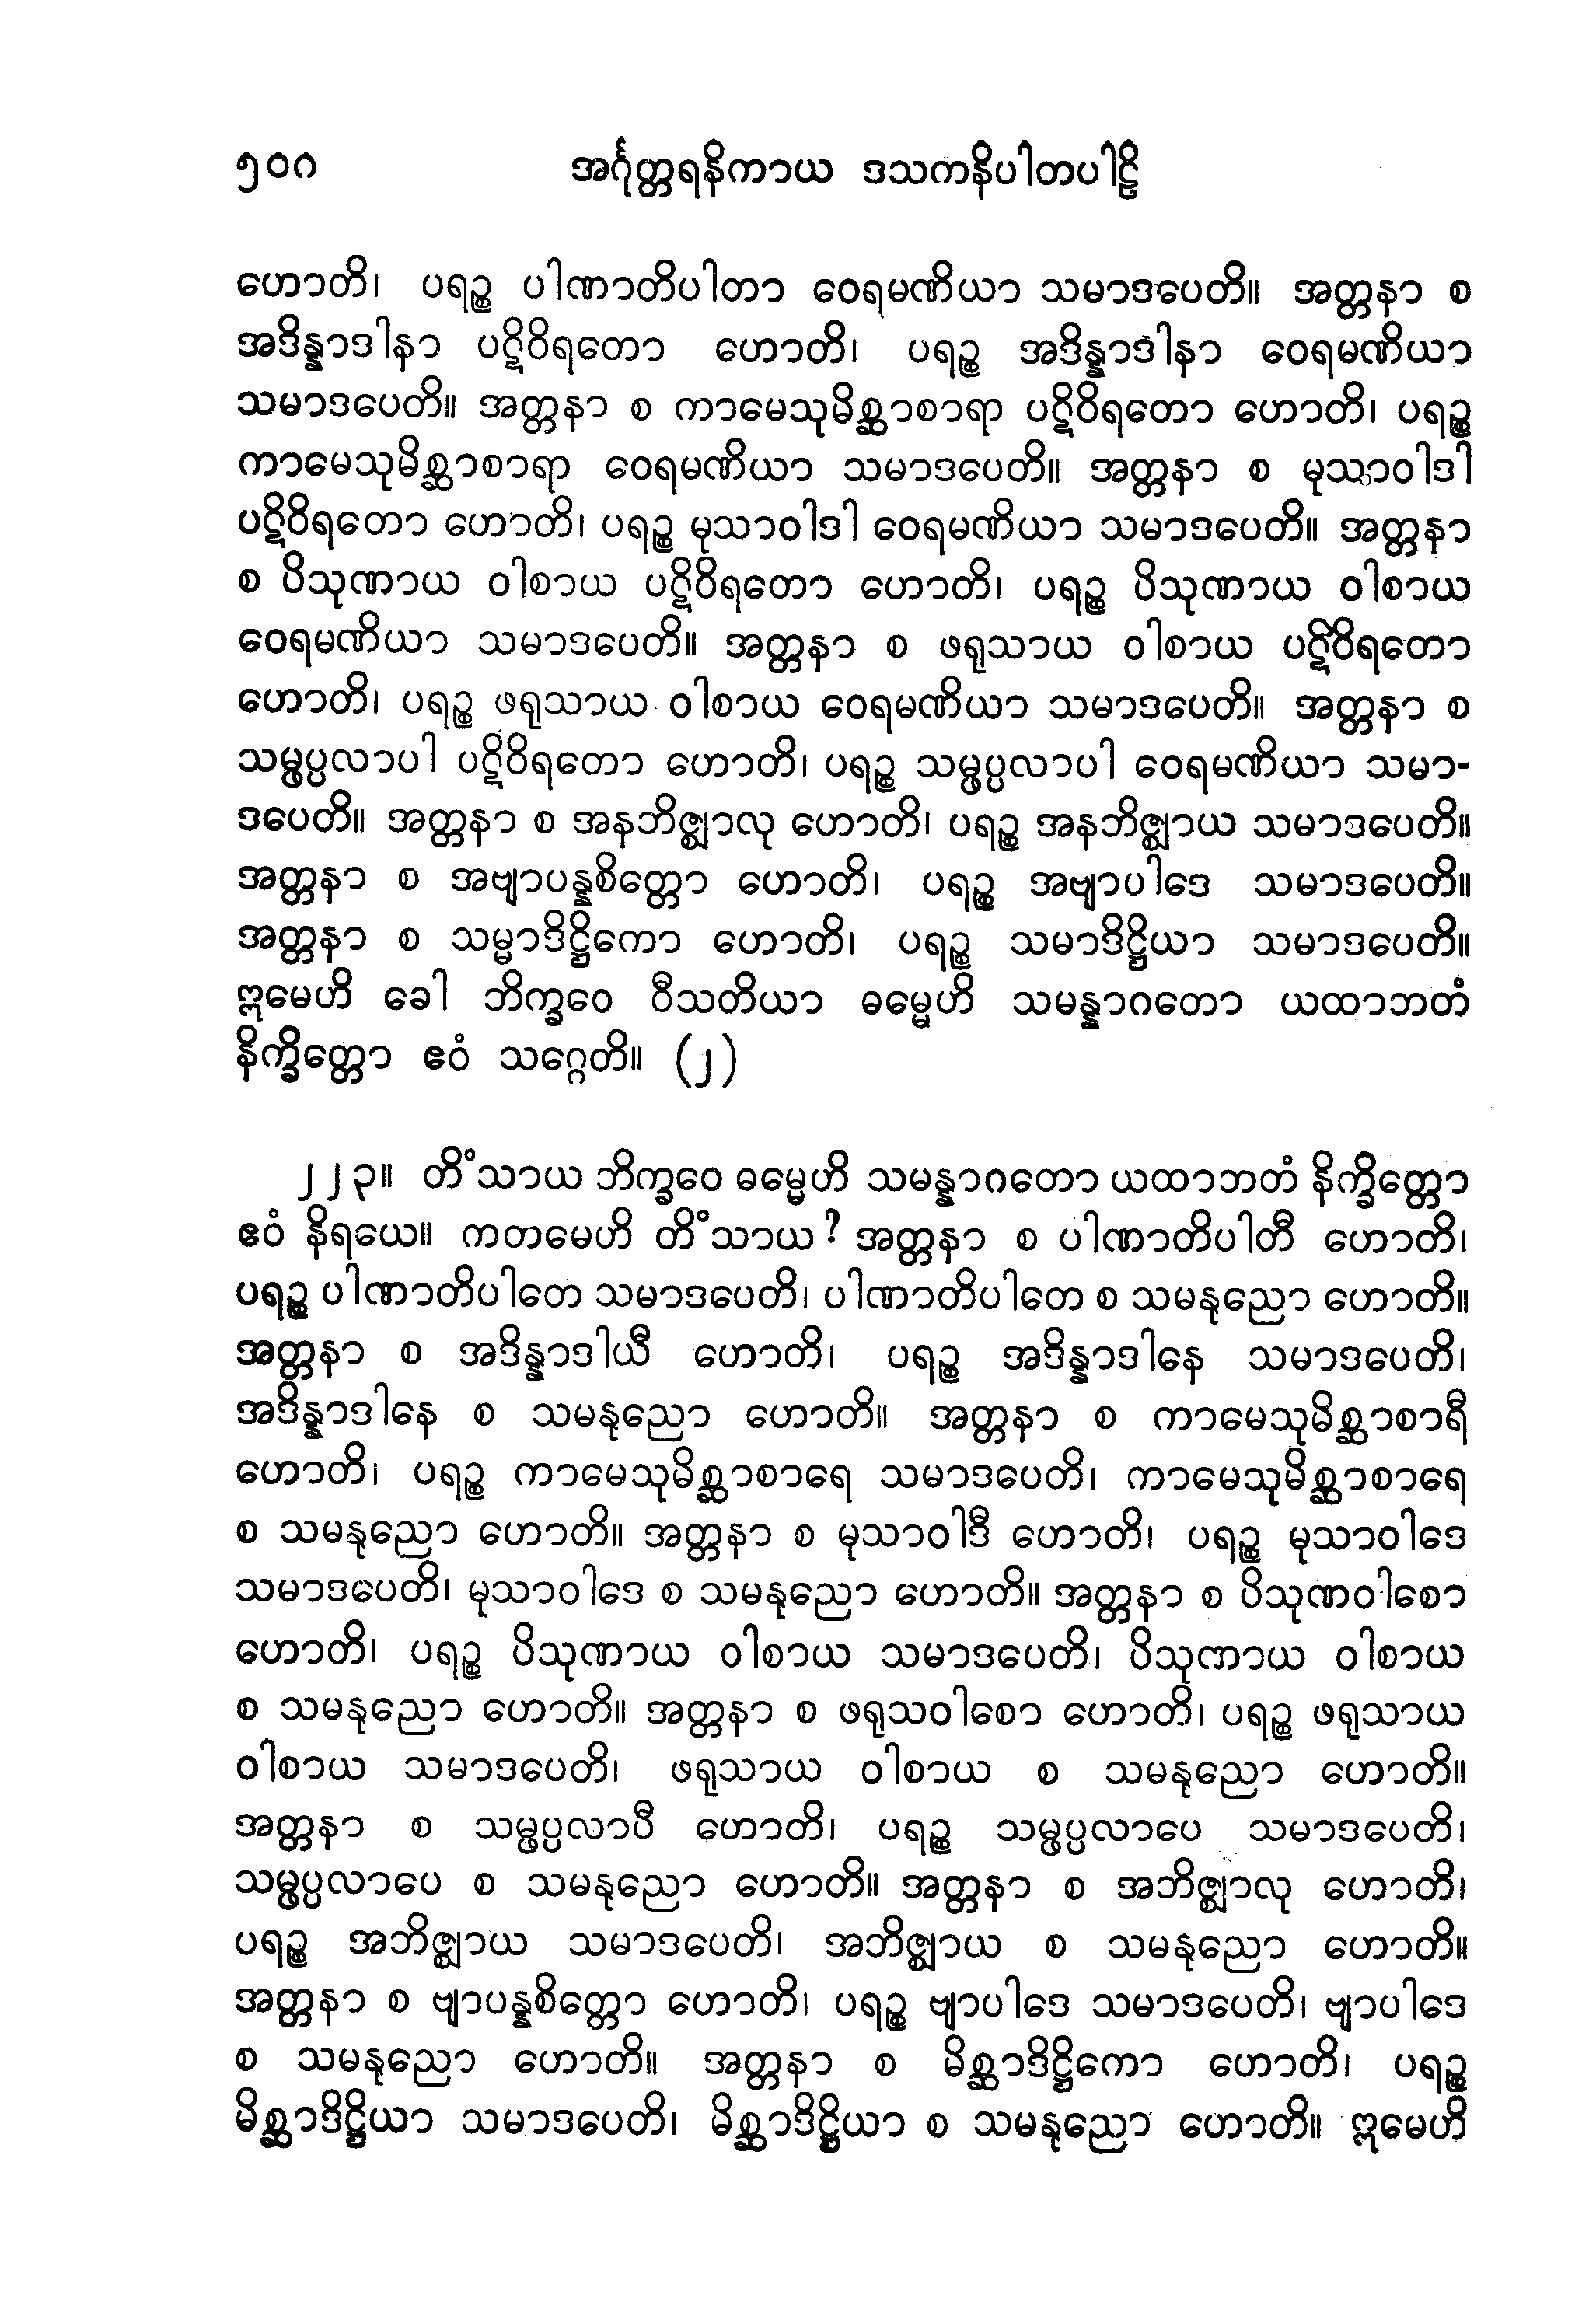 ၅၀၈ အင်္ဂုတ္တရနိကာယ ဒသကနိပါတပါဠိ
ဟောတိ၊ ပရဉ္စ ပါဏာတိပါတာ ဝေရမဏိယာ သမာဒပေတိ။ အတ္တနာ စ
အဒိန္နာဒါနာ ပဋိဝိရတော ဟောတိ၊ ပရဉ္စ အဒိန္နာဒါနာ ဝေရမဏိယာ
သမာဒပေတိ။ အတ္တနာ စ ကာမေသုမိစ္ဆာစာရာ ပဋိဝိရတော ဟောတိ၊ ပရဉ္စ
ကာမေသုမိစ္ဆာစာရာ ဝေရမဏိယာ သမာဒပေတိ။ အတ္တနာ စ မုသာဝါဒါ
ပဋိဝိရတော ဟောတိ၊ ပရဉ္စ မုသာဝါဒါ ဝေရမဏိယာ သမာဒပေတိ။ အတ္တနာ
စ ပိသုဏာယ ဝါစာယ ပဋိဝိရတော ဟောတိ၊ ပရဉ္စ ပိသုဏာယ ဝါစာယ
ဝေရမဏိယာ သမာဒပေတိ။ အတ္တနာ စ ဖရုသာယ ဝါစာယ ပဋိဝိရတော
ဟောတိ၊ ပရဉ္စ ဖရုသာယ ဝါစာယ ဝေရမဏိယာ သမာဒပေတိ။ အတ္တနာ စ
သမ္ဖပ္ပလာပါ ပဋိဝိရတော ဟောတိ၊ ပရဉ္စ သမ္ဖပ္ပလာပါ ဝေရမဏိယာ သမာ-
ဒပေတိ။ အတ္တနာ စ အနဘိဇ္ဈာလု ဟောတိ၊ ပရဉ္စ အနဘိဇ္ဈာယ သမာဒပေတိ။
အတ္တနာ စ အဗျာပန္နစိတ္တော ဟောတိ၊ ပရဉ္စ အဗျာပါဒေ သမာဒပေတိ။
အတ္တနာ စ သမ္မာဒိဋ္ဌိကော ဟောတိ၊ ပရဉ္စ သမာဒိဋ္ဌိယာ သမာဒပေတိ။
ဣမေဟိ ခေါ ဘိက္ခဝေ ဝီသတိယာ ဓမ္မေဟိ သမန္နာဂတော ယထာဘတံ
နိက္ခိတ္တော ဧဝံ သဂ္ဂေတိ။ (၂)
၂၂၃။ တိံသာယ ဘိက္ခဝေ ဓမ္မေဟိ သမန္နာဂတော ယထာဘတံ နိက္ခိတ္တော
ဧဝံ နိရယေ။ ကတမေဟိ တိံသာယ? အတ္တနာ စ ပါဏာတိပါတီ ဟောတိ၊
ပရဉ္စ ပါဏာတိပါတေ သမာဒပေတိ၊ ပါဏာတိပါတေ စ သမနုညော ဟောတိ။
အတ္တနာ စ အဒိန္နာဒါယီ ဟောတိ၊ ပရဉ္စ အဒိန္နာဒါနေ သမာဒပေတိ၊
အဒိန္နာဒါနေ စ သမနုညော ဟောတိ။ အတ္တနာ စ ကာမေသုမိစ္ဆာစာရီ
ဟောတိ၊ ပရဉ္စ ကာမေသုမိစ္ဆာစာရေ သမာဒပေတိ၊ ကာမေသုမိစ္ဆာစာရေ
စ သမနုညော ဟောတိ။ အတ္တနာ စ မုသာဝါဒီ ဟောတိ၊ ပရဉ္စ မုသာဝါဒေ
သမာဒပေတိ၊ မုသာဝါဒေ စ သမနုညော ဟောတိ။ အတ္တနာ စ ပိသုဏဝါစော
ဟောတိ၊ ပရဉ္စ ပိသုဏာယ ဝါစာယ သမာဒပေတိ၊ ပိသုဏာယ ဝါစာယ
စ သမနုညော ဟောတိ။ အတ္တနာ စ ဖရုသဝါစော ဟောတိ၊ ပရဉ္စ ဖရုသာယ
ဝါစာယ သမာဒပေတိ၊ ဖရုသာယ ဝါစာယ စ သမနုညော ဟောတိ။
အတ္တနာ စ သမ္ဖပ္ပလာပီ ဟောတိ၊ ပရဉ္စ သမ္ဖပ္ပလာပေ သမာဒပေတိ၊
သမ္ဖပ္ပလာပေ စ သမနုညော ဟောတိ။ အတ္တနာ စ အဘိဇ္ဈာလု ဟောတိ၊
ပရဉ္စ အဘိဇ္ဈာယ သမာဒပေတိ၊ အဘိဇ္ဈာယ စ သမနုညော ဟောတိ။
အတ္တနာ စ ဗျာပန္နစိတ္တော ဟောတိ၊ ပရဉ္စ ဗျာပါဒေ သမာဒပေတိ၊ ဗျာပါဒေ
စ သမနုညော ဟောတိ။ အတ္တနာ စ မိစ္ဆာဒိဋ္ဌိကော ဟောတိ၊ ပရဉ္စ
မိစ္ဆာဒိဋ္ဌိယာ သမာဒပေတိ၊ မိစ္ဆာဒိဋ္ဌိယာ စ သမနုညော ဟောတိ။ ဣမေဟိ